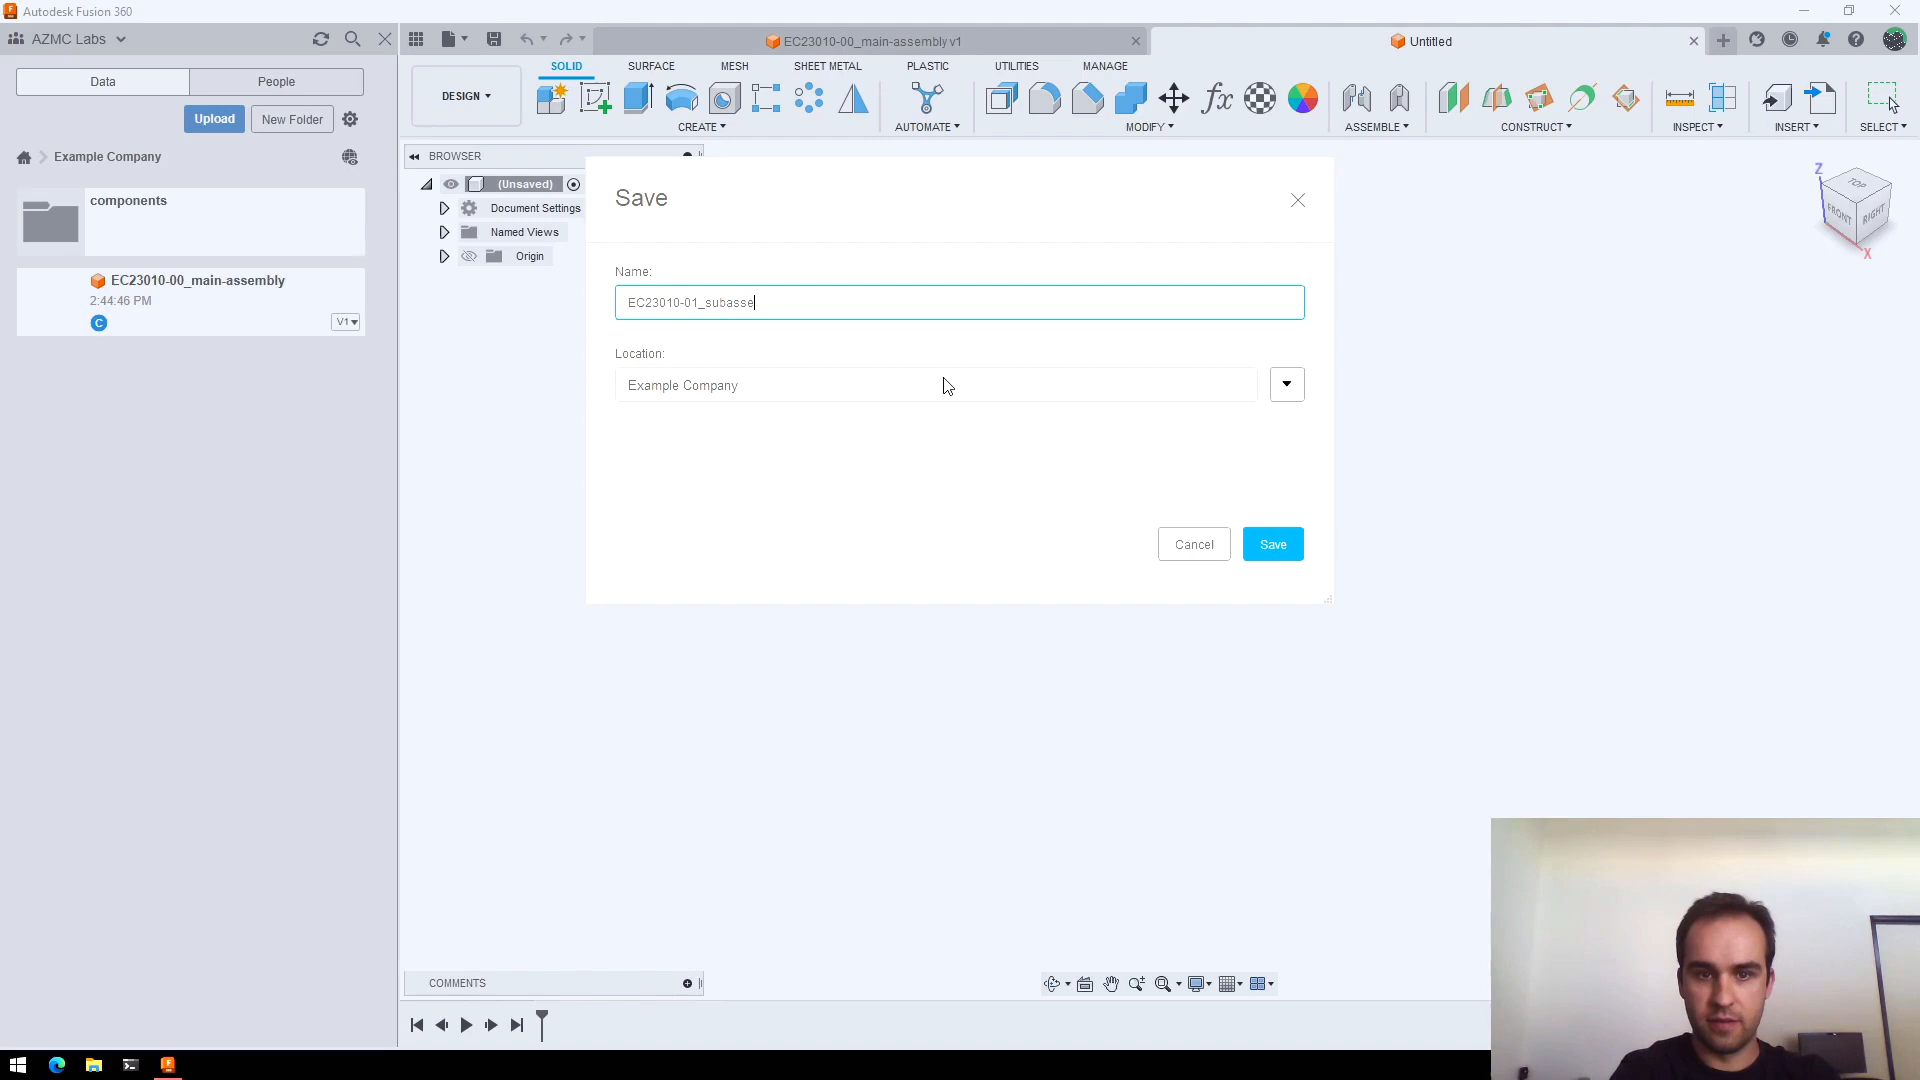 Autodesk Fusion 360
AZMC Labs
EC23010-00_main-assembly v1
Untitled
Data
People
Upload
New Folder
Example Company
components
EC23010-00_main-assembly
2:44:46 PM
C
V1
DESIGN
SOLID
SURFACE
MESH
SHEET METAL
PLASTIC
UTILITIES
MANAGE
CREATE
AUTOMATE
MODIFY
ASSEMBLE
CONSTRUCT
INSPECT
INSERT
SELECT
BROWSER
(Unsaved)
Document Settings
Named Views
Origin
Save
Name:
EC23010-01_subasse
Location:
Example Company
Cancel
Save
Z
TOP
FRONT
RIGHT
X
COMMENTS